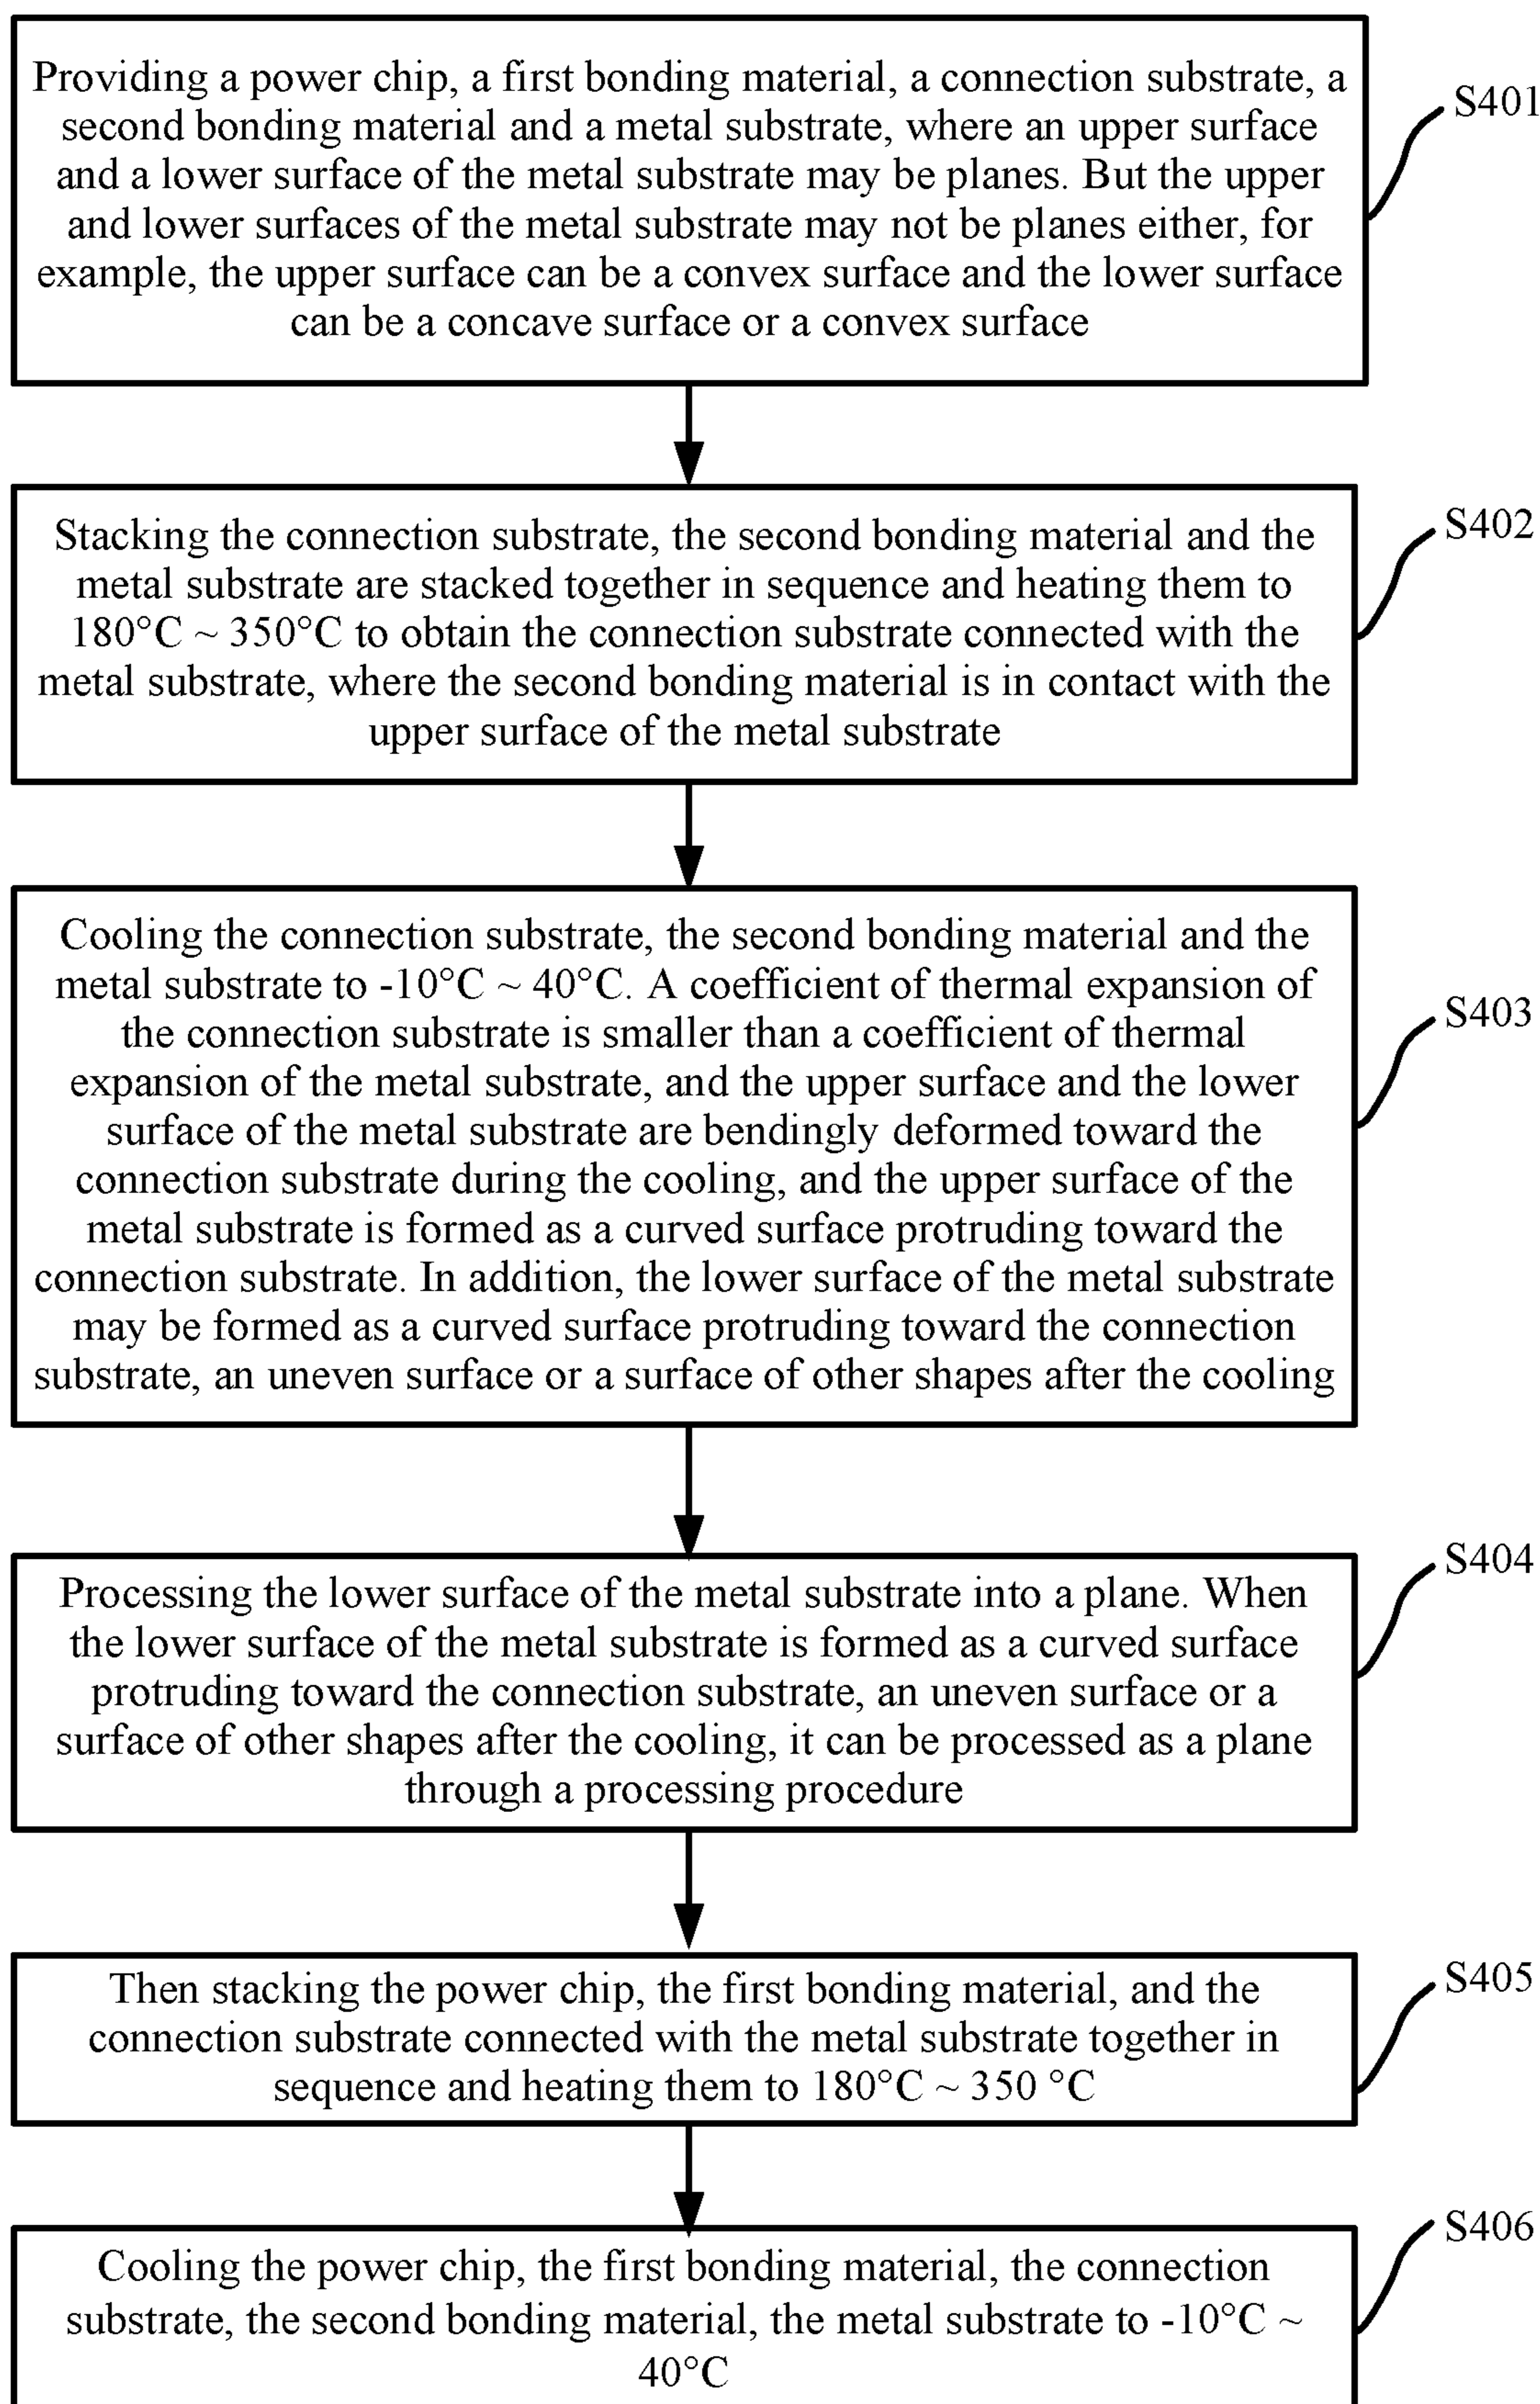 Providing a power chip, a first bonding material, a connection substrate, a
second bonding material and a metal substrate, where an upper surface
and a lower surface of the metal substrate may be planes. But the upper
and lower surfaces of the metal substrate may not be planes either, for
example, the upper surface can be a convex surface and the lower surface
can be a concave surface or a convex surface
S401
Stacking the connection substrate, the second bonding material and the
metal substrate are stacked together in sequence and heating them to
180°C ~ 350°C to obtain the connection substrate connected with the
metal substrate, where the second bonding material is in contact with the
upper surface of the metal substrate
S402
Cooling the connection substrate, the second bonding material and the
metal substrate to -10°C ~ 40°C. A coefficient of thermal expansion of
the connection substrate is smaller than a coefficient of thermal
expansion of the metal substrate, and the upper surface and the lower
surface of the metal substrate are bendingly deformed toward the
connection substrate during the cooling, and the upper surface of the
metal substrate is formed as a curved surface protruding toward the
connection substrate. In addition, the lower surface of the metal substrate
may be formed as a curved surface protruding toward the connection
substrate, an uneven surface or a surface of other shapes after the cooling
S403
Processing the lower surface of the metal substrate into a plane. When
the lower surface of the metal substrate is formed as a curved surface
protruding toward the connection substrate, an uneven surface or a
surface of other shapes after the cooling, it can be processed as a plane
through a processing procedure
S404
Then stacking the power chip, the first bonding material, and the
connection substrate connected with the metal substrate together in
sequence and heating them to 180°C ~ 350 °C
S405
Cooling the power chip, the first bonding material, the connection
substrate, the second bonding material, the metal substrate to -10°C ~
40°C
S406